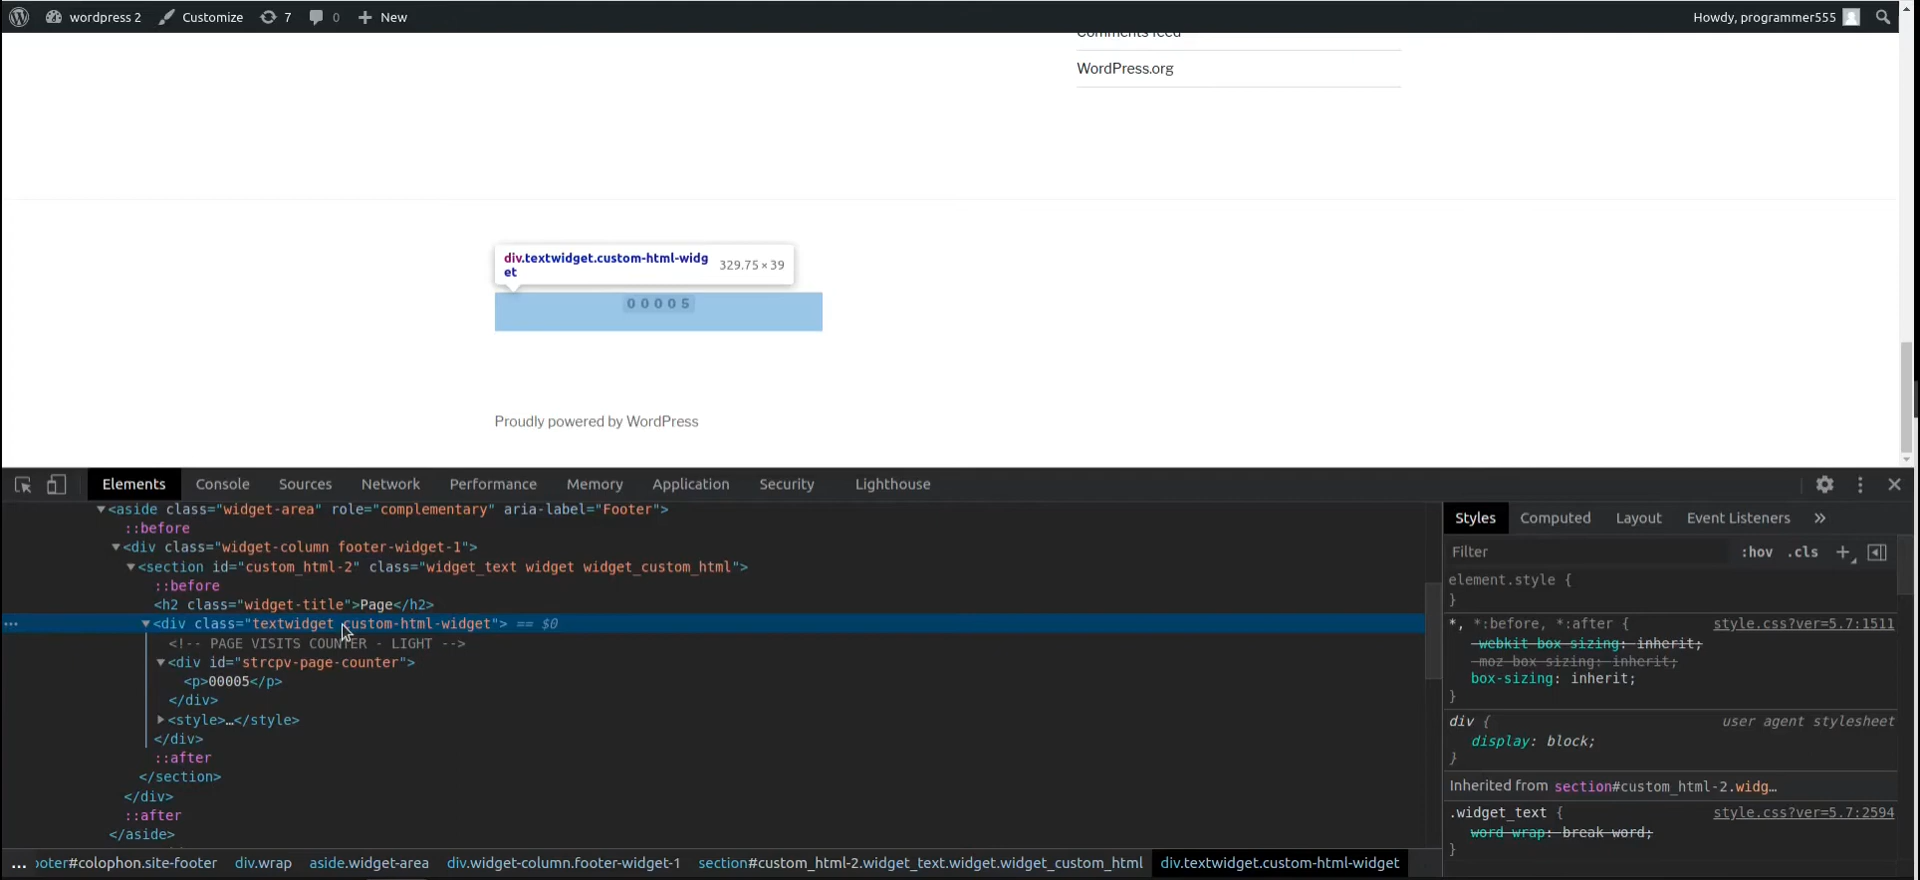 wordpress 2 Customize 7 0 New Howdy, programmer555
Comments feed
WordPress.org
div.textwidget.custom-html-widg
et 329.75 × 39
00005
Proudly powered by WordPress
Elements Console Sources Network Performance Memory Application Security Lighthouse
▼<aside class="widget-area" role="complementary" aria-label="Footer">
::before
▼<div class="widget-column footer-widget-1">
▼<section id="custom_html-2" class="widget_text widget widget_custom_html">
::before
<h2 class="widget-title">Page</h2>
… ▼<div class="textwidget custom-html-widget"> == $0
<!-- PAGE VISITS COUNTER - LIGHT -->
▼<div id="strcpv-page-counter">
<p>00005</p>
</div>
▶<style>…</style>
</div>
::after
</section>
</div>
::after
</aside>
... ooter#colophon.site-footer div.wrap aside.widget-area div.widget-column.footer-widget-1 section#custom_html-2.widget_text.widget.widget_custom_html div.textwidget.custom-html-widget
Styles Computed Layout Event Listeners »
Filter :hov .cls +
element.style {
}
*, *:before, *:after { style.css?ver=5.7:1511
-webkit-box-sizing: inherit;
-moz-box-sizing: inherit;
box-sizing: inherit;
}
div { user agent stylesheet
display: block;
}
Inherited from section#custom_html-2.widg…
.widget_text { style.css?ver=5.7:2594
word-wrap: break-word;
}